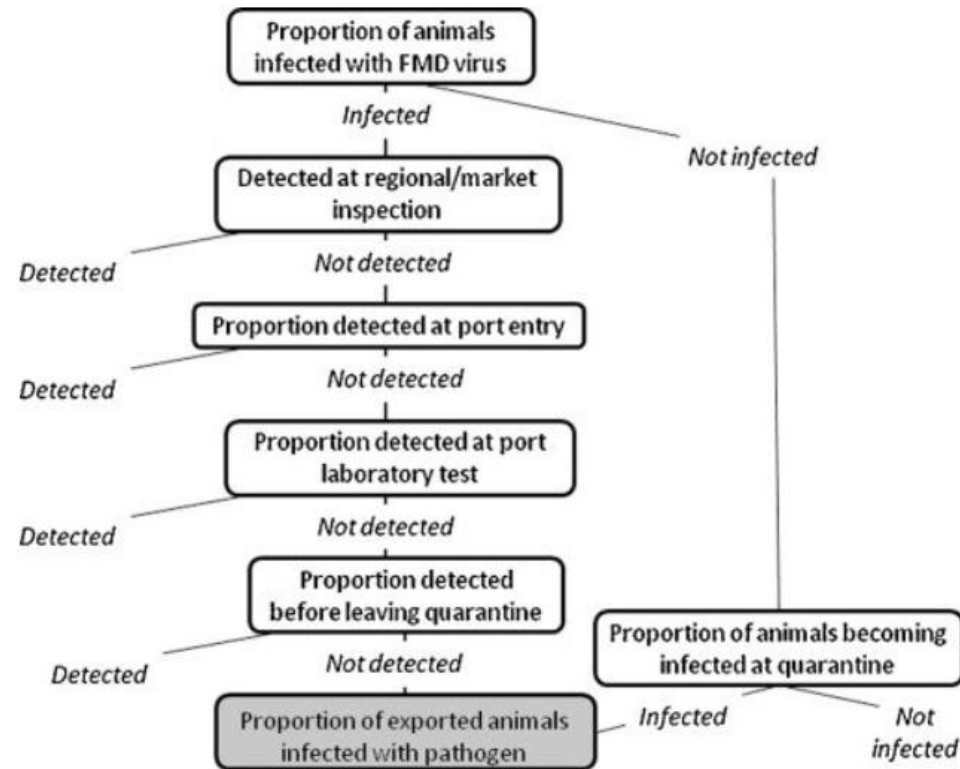 Proportion of animals
infected with FMD virus
Infected
Not infected
Detected at regional/market
inspection
Detected
Not detected
Proportion detected at port entry
Detected
Not detected
Proportion detected at port
laboratory test
Detected
Not detected
Proportion detected
before leaving quarantine
Proportion of animals becoming
infected at quarantine
Detected
Not detected
Infected
Not
infected
Proportion of exported animals
infected with pathogen